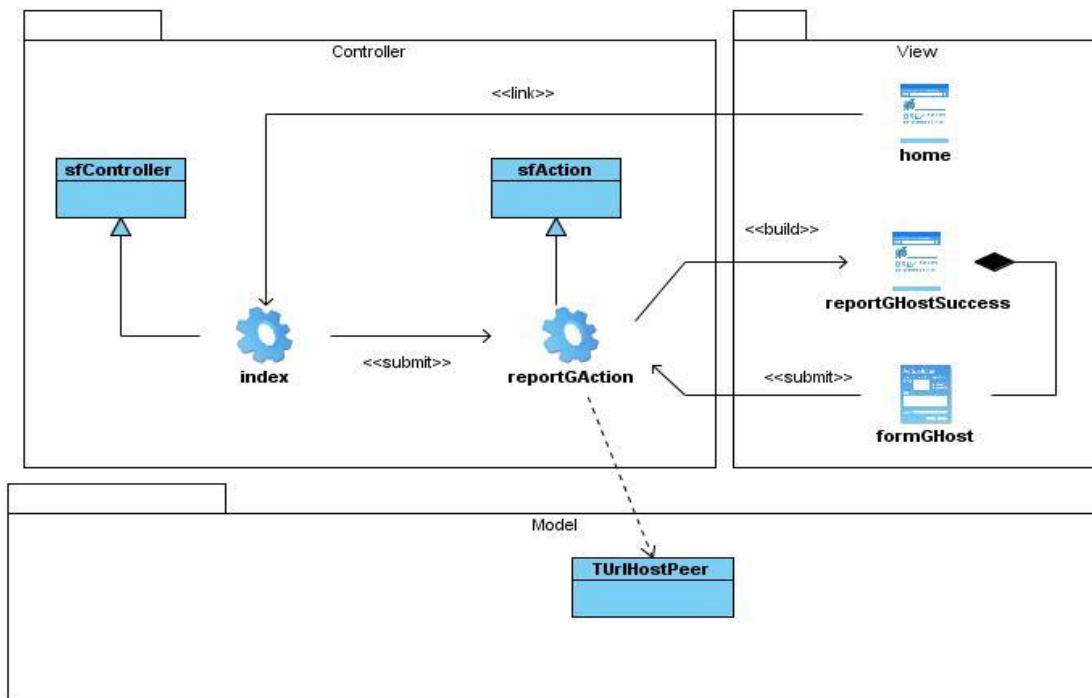 Controller
View
<<link>>
home
sfController
sfAction
<<build>>
reportGHostSuccess
index
<<submit>>
reportGAction
<<submit>>
formGHost
Model
TUrlHostPeer